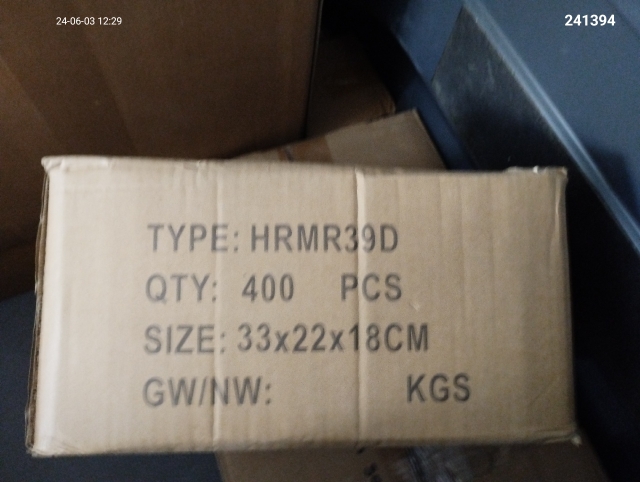 24-06-03 12:29
241394
TYPE: HRMR39D
QTY: 400 PCS
SIZE: 33x22x18CM
GW/NW: KGS